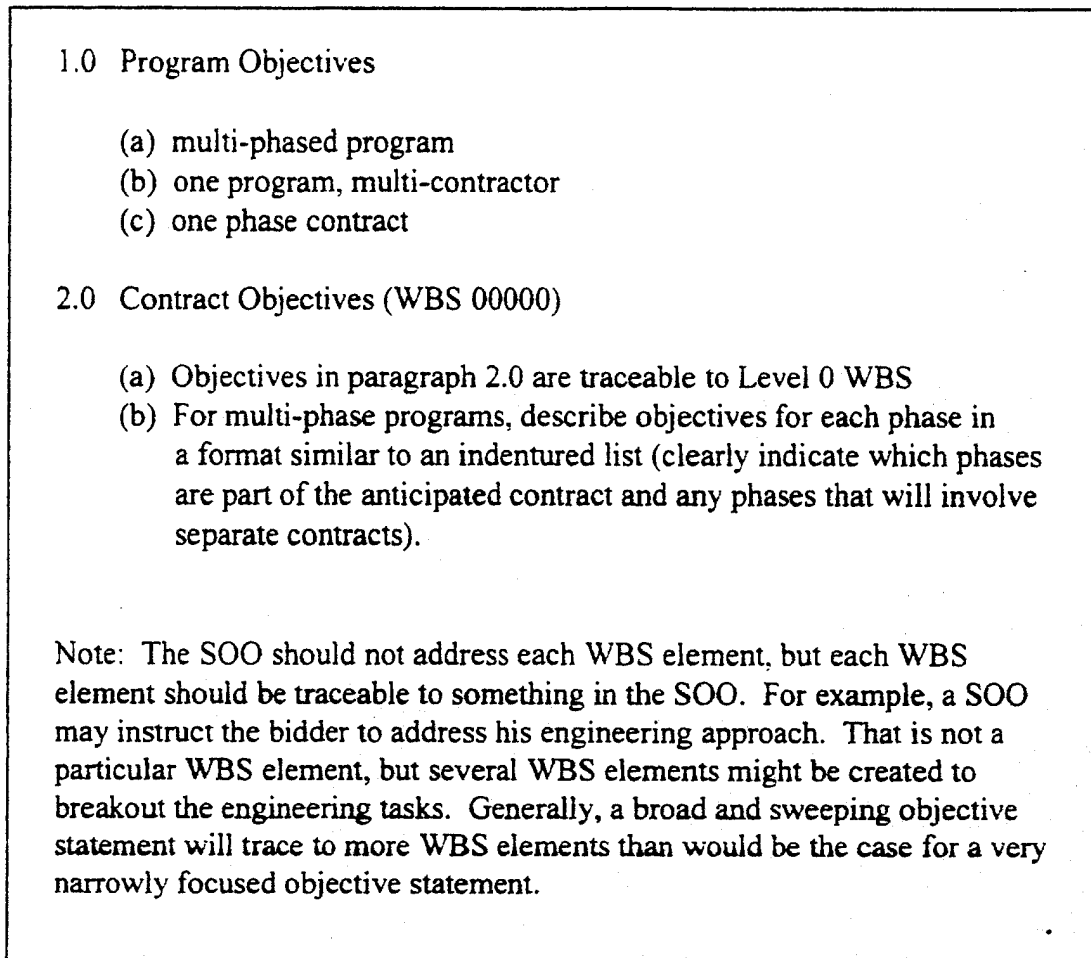 1.0 Program Objectives
(a) multi-phased program
(b) one program, multi-contractor
(c) one phase contract
2.0 Contract Objectives (WBS 00000)
(a) Objectives in paragraph 2.0 are traceable to Level 0 WBS
(b) For multi-phase programs, describe objectives for each phase in
a format similar to an indentured list (clearly indicate which phases
are part of the anticipated contract and any phases that will involve
separate contracts).
Note: The SOO should not address each WBS element, but each WBS
element should be traceable to something in the SOO. For example, a SOO
may instruct the bidder to address his engineering approach. That is not a
particular WBS element, but several WBS elements might be created to
breakout the engineering tasks. Generally, a broad and sweeping objective
statement will trace to more WBS elements than would be the case for a very
narrowly focused objective statement.